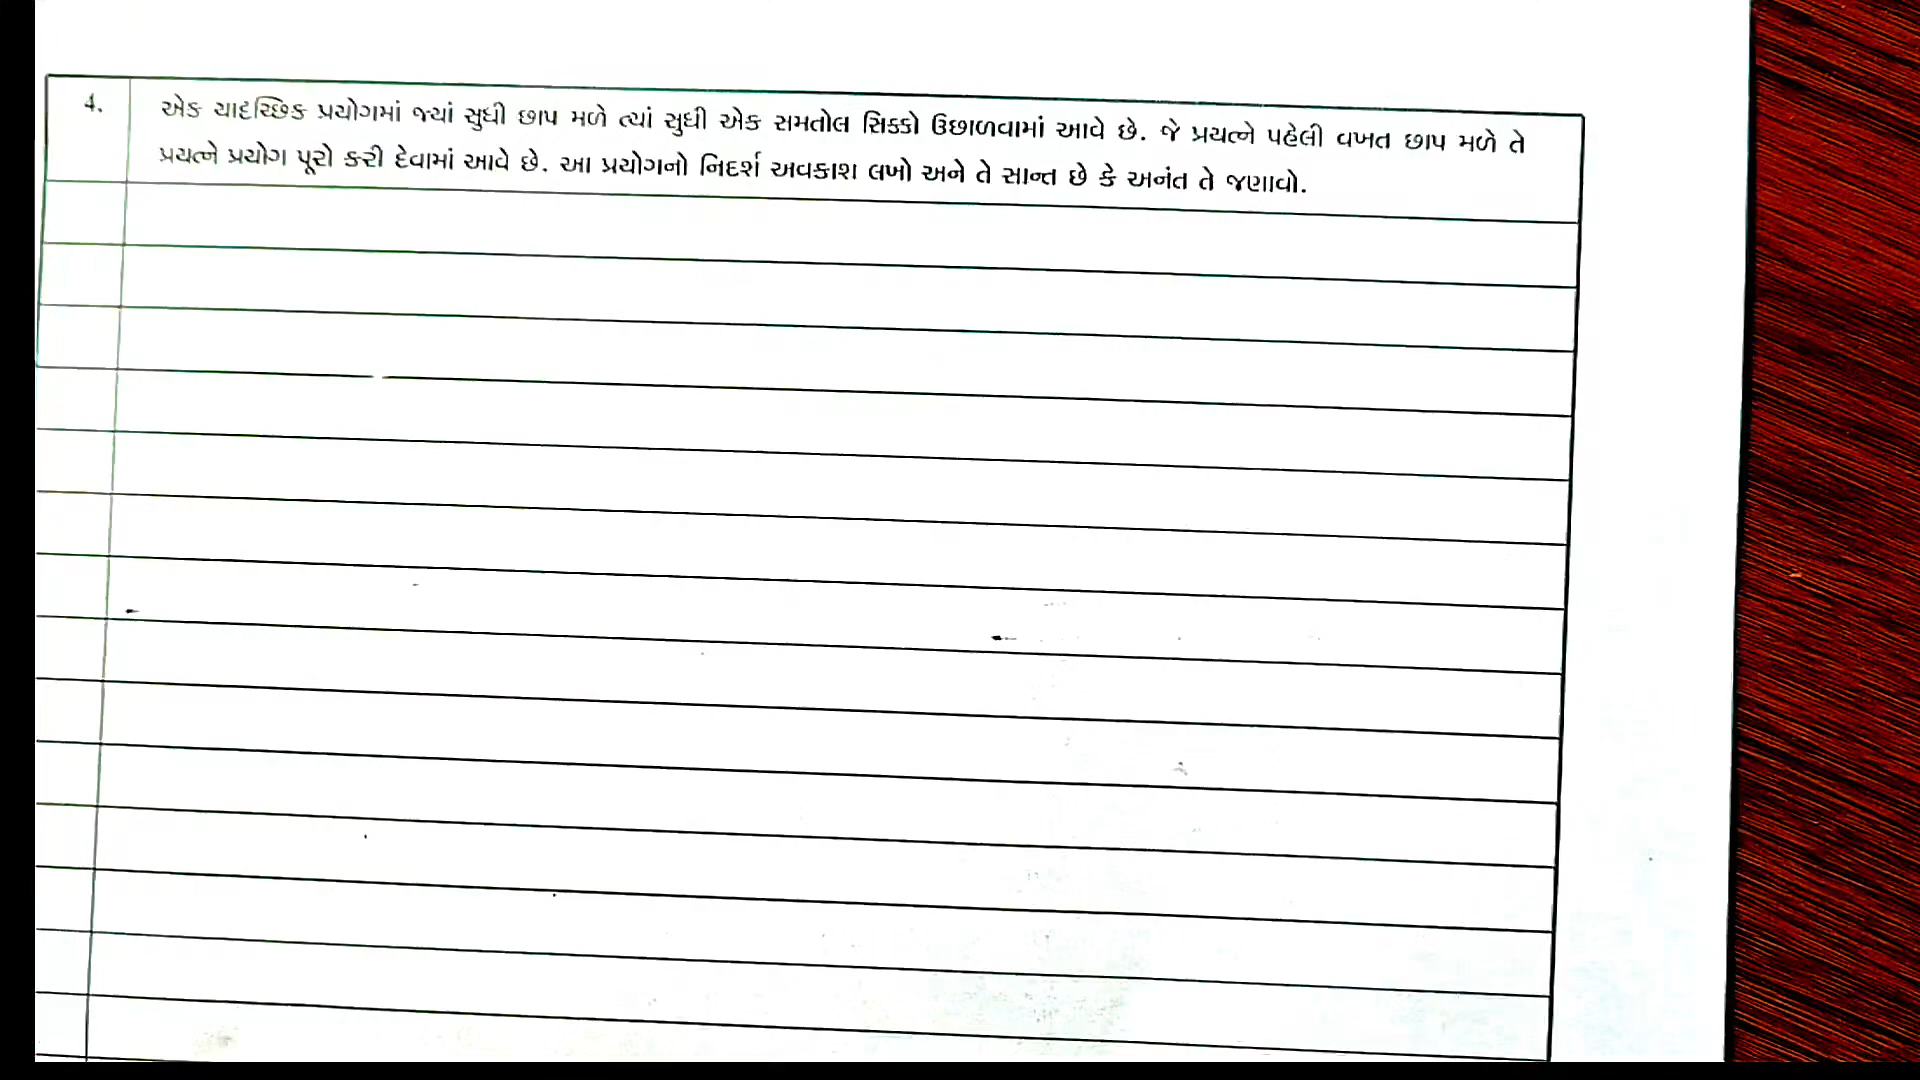 4. એક યાદૃચ્છિક પ્રયોગમાં જ્યાં સુધી છાપ મળે ત્યાં સુધી એક સમતોલ સિક્કો ઉછાળવામાં આવે છે. જે પ્રયત્ને પહેલી વખત છાપ મળે તે
પ્રયત્ને પ્રયોગ પૂરો કરી દેવામાં આવે છે. આ પ્રયોગનો નિદર્શ અવકાશ લખો અને તે સાન્ત છે કે અનંત તે જણાવો.